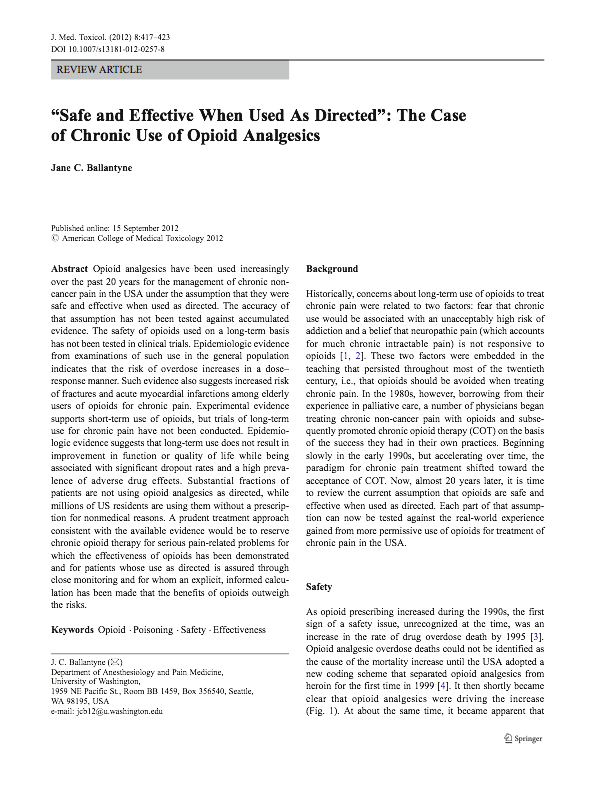 J. Med. Toxicol. (2012) 8:417–423
DOI 10.1007/s13181-012-0257-8
REVIEW ARTICLE
“Safe and Effective When Used As Directed”: The Case
of Chronic Use of Opioid Analgesics
Jane C. Ballantyne
Published online: 15 September 2012
© American College of Medical Toxicology 2012
Abstract Opioid analgesics have been used increasingly
over the past 20 years for the management of chronic non-
cancer pain in the USA under the assumption that they were
safe and effective when used as directed. The accuracy of
that assumption has not been tested against accumulated
evidence. The safety of opioids used on a long-term basis
has not been tested in clinical trials. Epidemiologic evidence
from examinations of such use in the general population
indicates that the risk of overdose increases in a dose–
response manner. Such evidence also suggests increased risk
of fractures and acute myocardial infarctions among elderly
users of opioids for chronic pain. Experimental evidence
supports short-term use of opioids, but trials of long-term
use for chronic pain have not been conducted. Epidemio-
logic evidence suggests that long-term use does not result in
improvement in function or quality of life while being
associated with significant dropout rates and a high preva-
lence of adverse drug effects. Substantial fractions of
patients are not using opioid analgesics as directed, while
millions of US residents are using them without a prescrip-
tion for nonmedical reasons. A prudent treatment approach
consistent with the available evidence would be to reserve
chronic opioid therapy for serious pain-related problems for
which the effectiveness of opioids has been demonstrated
and for patients whose use as directed is assured through
close monitoring and for whom an explicit, informed calcu-
lation has been made that the benefits of opioids outweigh
the risks.
Keywords Opioid · Poisoning · Safety · Effectiveness
J. C. Ballantyne (✉)
Department of Anesthesiology and Pain Medicine,
University of Washington,
1959 NE Pacific St., Room BB 1459, Box 356540, Seattle,
WA 98195, USA
e-mail: jcb12@u.washington.edu
Background
Historically, concerns about long-term use of opioids to treat
chronic pain were related to two factors: fear that chronic
use would be associated with an unacceptably high risk of
addiction and a belief that neuropathic pain (which accounts
for much chronic intractable pain) is not responsive to
opioids [1, 2]. These two factors were embedded in the
teaching that persisted throughout most of the twentieth
century, i.e., that opioids should be avoided when treating
chronic pain. In the 1980s, however, borrowing from their
experience in palliative care, a number of physicians began
treating chronic non-cancer pain with opioids and subse-
quently promoted chronic opioid therapy (COT) on the basis
of the success they had in their own practices. Beginning
slowly in the early 1990s, but accelerating over time, the
paradigm for chronic pain treatment shifted toward the
acceptance of COT. Now, almost 20 years later, it is time
to review the current assumption that opioids are safe and
effective when used as directed. Each part of that assump-
tion can now be tested against the real-world experience
gained from more permissive use of opioids for treatment of
chronic pain in the USA.
Safety
As opioid prescribing increased during the 1990s, the first
sign of a safety issue, unrecognized at the time, was an
increase in the rate of drug overdose death by 1995 [3].
Opioid analgesic overdose deaths could not be identified as
the cause of the mortality increase until the USA adopted a
new coding scheme that separated opioid analgesics from
heroin for the first time in 1999 [4]. It then shortly became
clear that opioid analgesics were driving the increase
(Fig. 1). At about the same time, it became apparent that
Springer